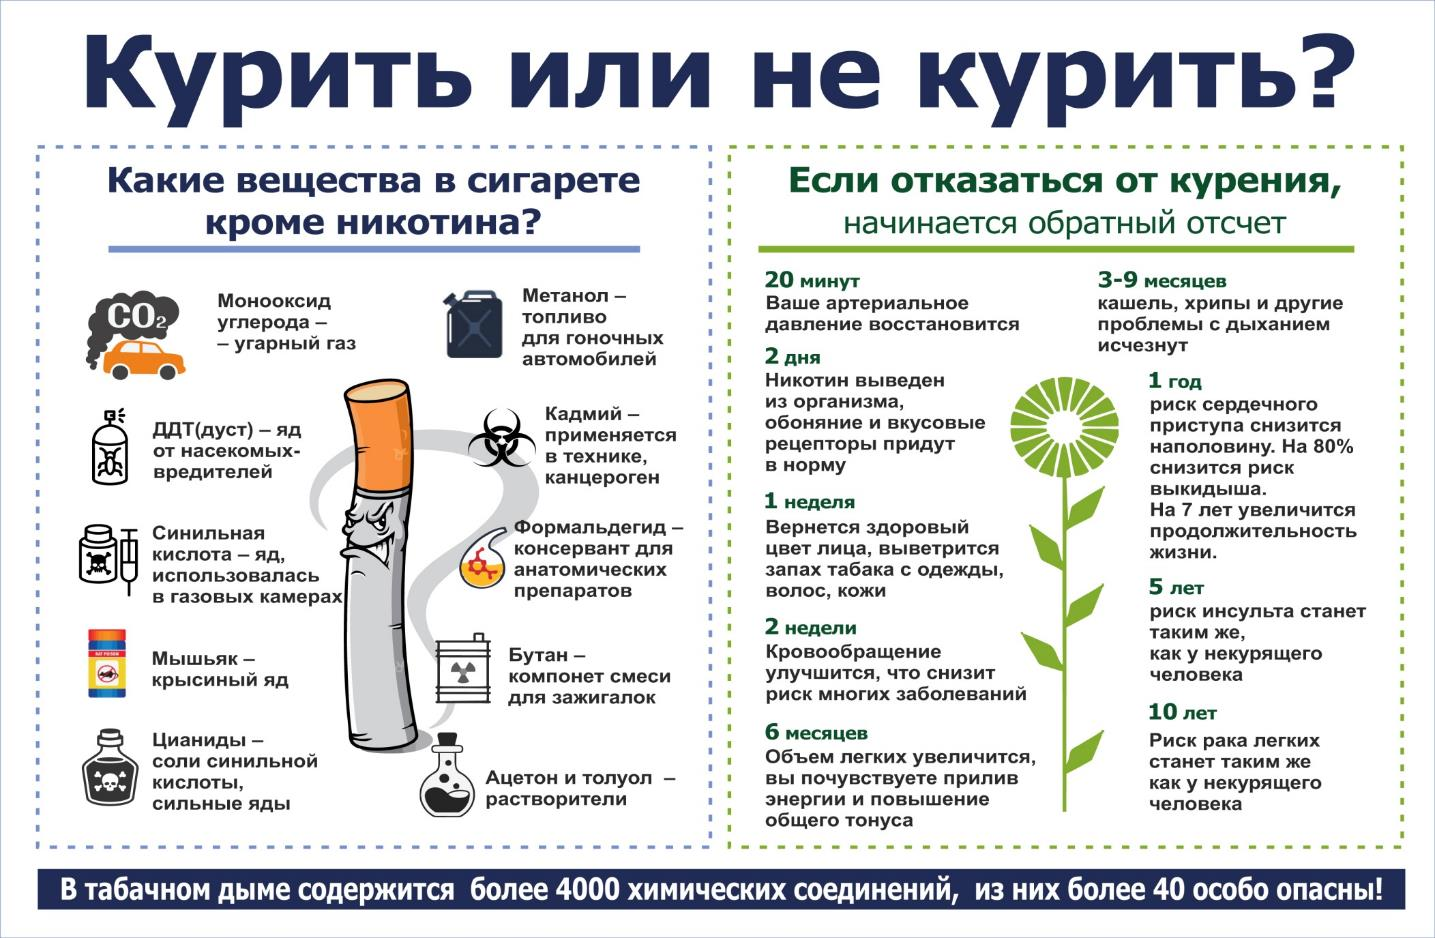 Курить или не курить?
Какие вещества в сигарете
кроме никотина?
CO2
Монооксид
углерода –
– угарный газ
ДДТ(дуст) – яд
от насекомых-
вредителей
Синильная
кислота – яд,
использовалась
в газовых камерах
RAT POISON
Мышьяк –
крысиный яд
Цианиды –
соли синильной
кислоты,
сильные яды
Метанол –
топливо
для гоночных
автомобилей
Кадмий –
применяется
в технике,
канцероген
Формальдегид –
консервант для
анатомических
препаратов
Бутан –
компонет смеси
для зажигалок
Ацетон и толуол –
растворители
Если отказаться от курения,
начинается обратный отсчет
20 минут
Ваше артериальное
давление восстановится
2 дня
Никотин выведен
из организма,
обоняние и вкусовые
рецепторы придут
в норму
1 неделя
Вернется здоровый
цвет лица, выветрится
запах табака с одежды,
волос, кожи
2 недели
Кровообращение
улучшится, что снизит
риск многих заболеваний
6 месяцев
Объем легких увеличится,
вы почувствуете прилив
энергии и повышение
общего тонуса
3-9 месяцев
кашель, хрипы и другие
проблемы с дыханием
исчезнут
1 год
риск сердечного
приступа снизится
наполовину. На 80%
снизится риск
выкидыша.
На 7 лет увеличится
продолжительность
жизни.
5 лет
риск инсульта станет
таким же,
как у некурящего
человека
10 лет
Риск рака легких
станет таким же
как у некурящего
человека
В табачном дыме содержится более 4000 химических соединений, из них более 40 особо опасны!